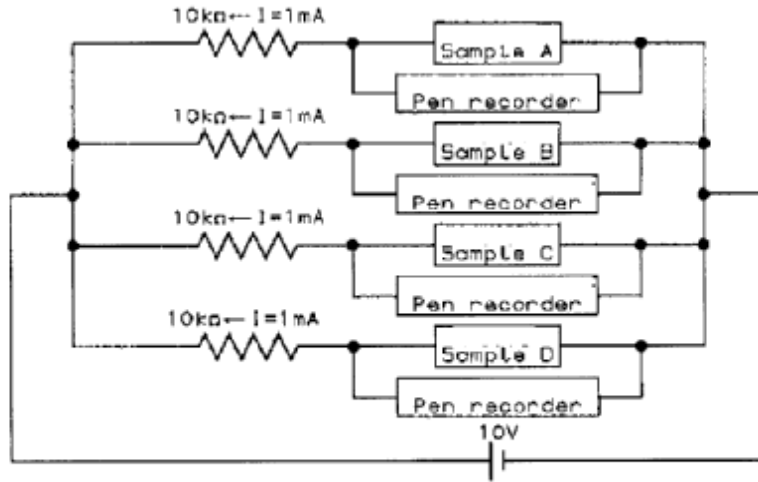 10kΩ← I=1mA
Sample A
Pen recorder
10kΩ← I=1mA
Sample B
Pen recorder
10kΩ← I=1mA
Sample C
Pen recorder
10kΩ← I=1mA
Sample D
Pen recorder
10V